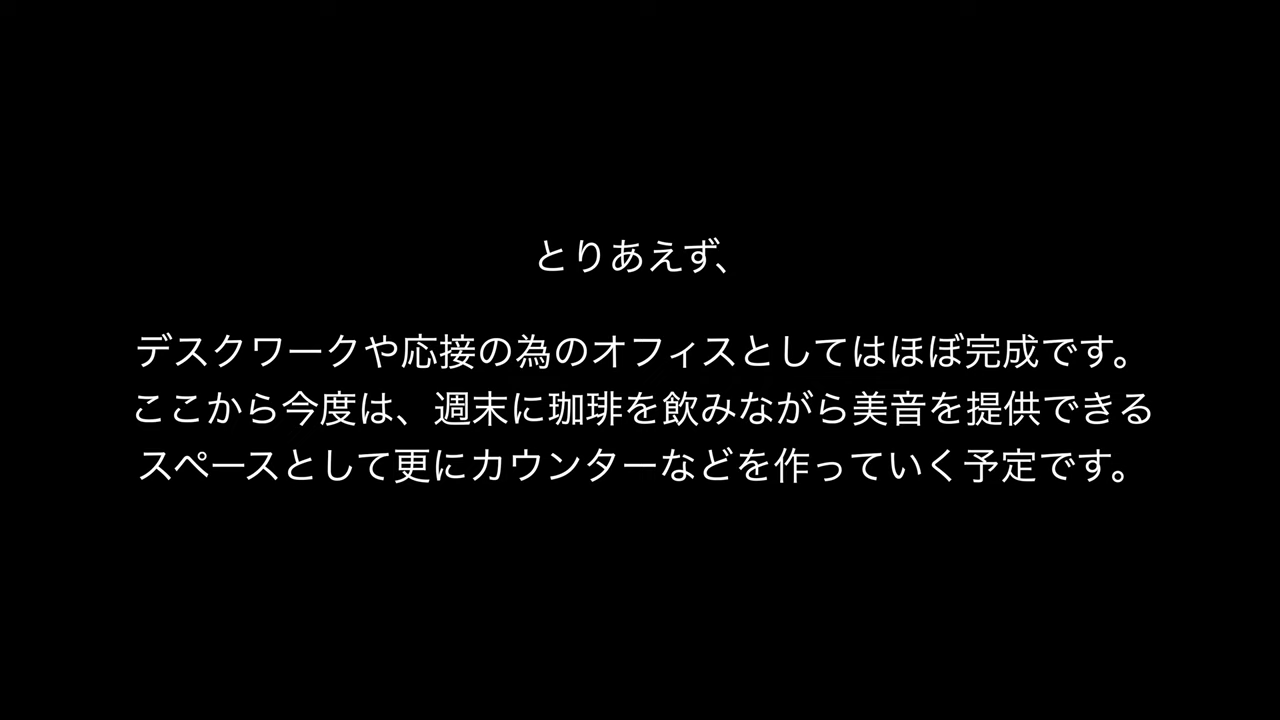 とりあえず、
デスクワークや応接の為のオフィスとしてはほぼ完成です。
ここから今度は、週末に珈琲を飲みながら美音を提供できる
スペースとして更にカウンターなどを作っていく予定です。